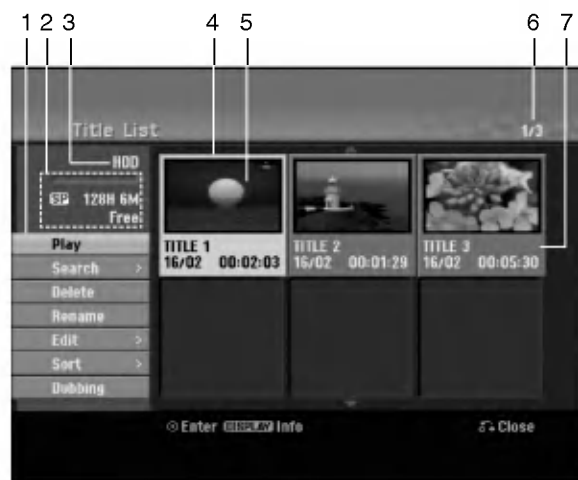 1 2 3 4 5 6 7
Title List 1/3
HDD
SP 128H 6M
Free
Play
Search >
Delete
Rename
Edit >
Sort >
Dubbing
TITLE 1
16/02 00:02:03
TITLE 2
16/02 00:01:29
TITLE 3
16/02 00:05:30
Enter DISPLAY Info Close